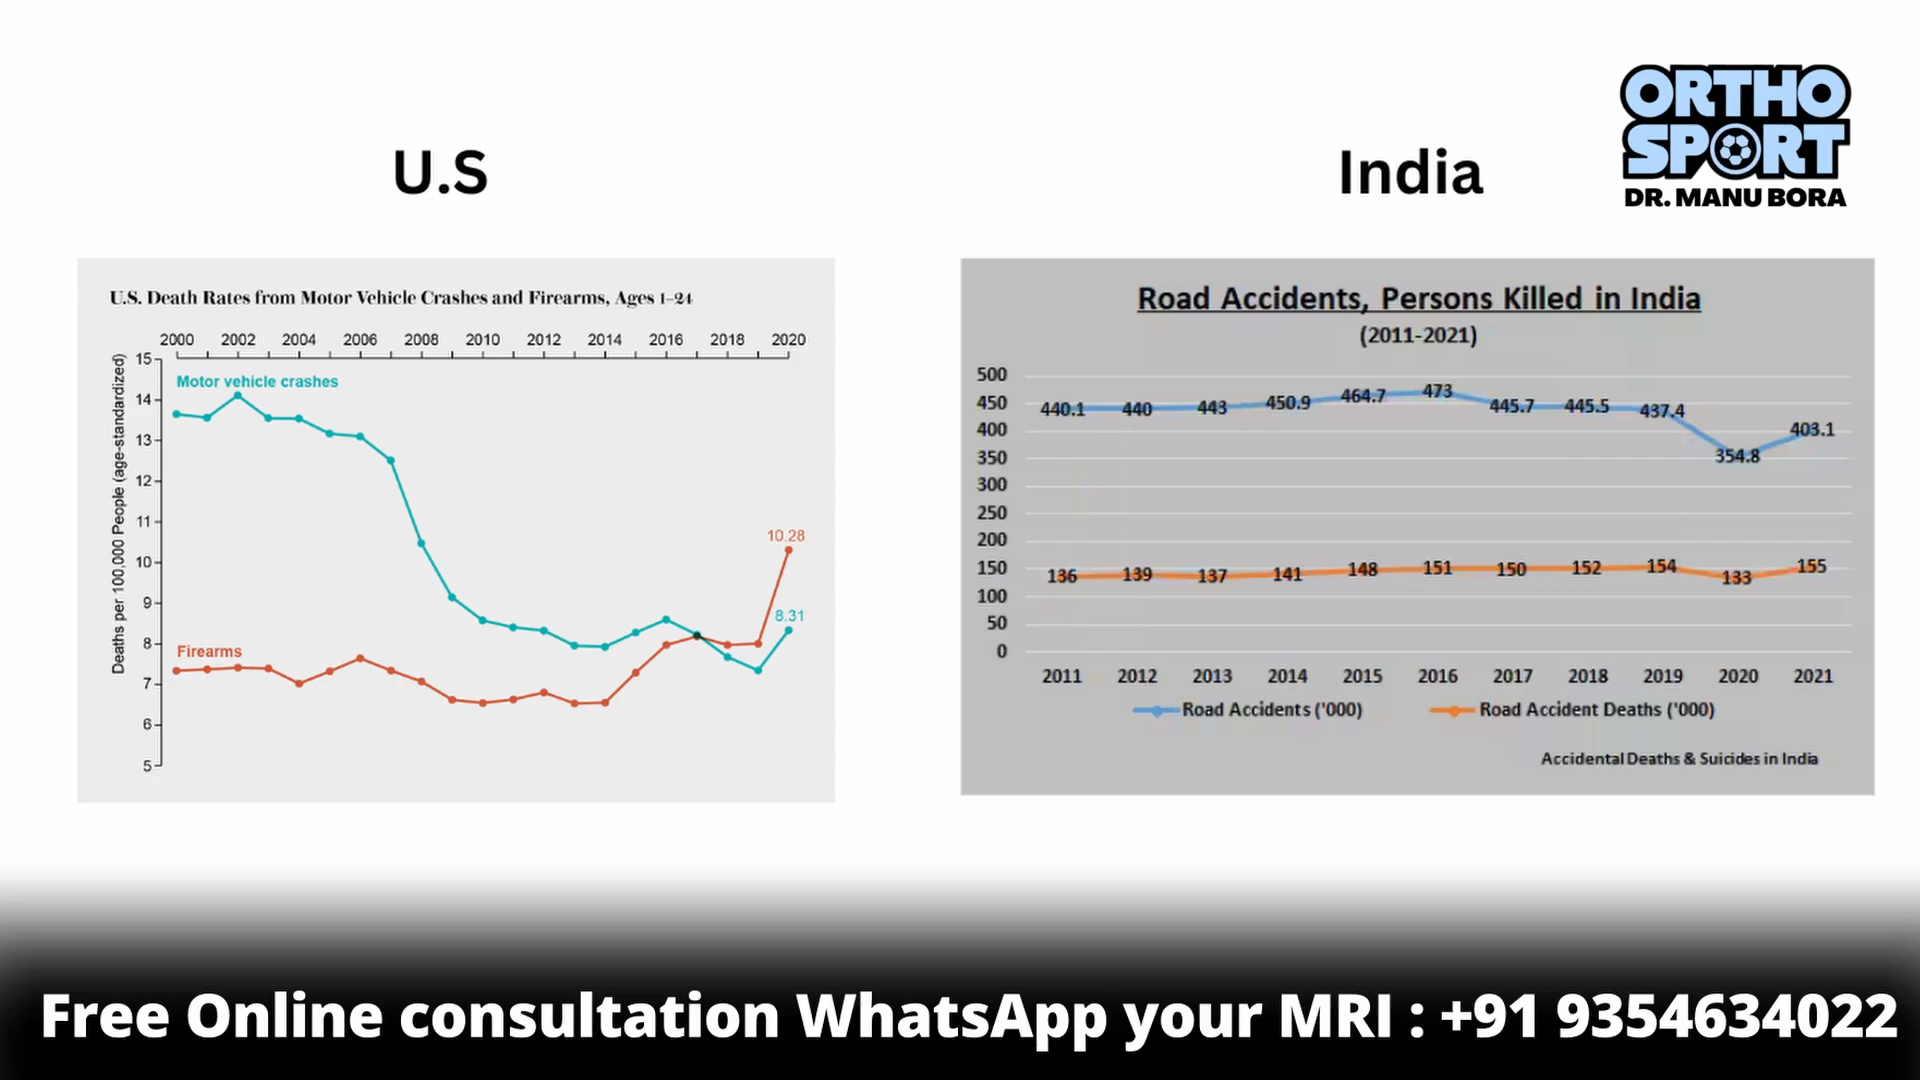 U.S
India
ORTHO
SPORT
DR. MANU BORA
U.S. Death Rates from Motor Vehicle Crashes and Firearms, Ages 1–24
2000 2002 2004 2006 2008 2010 2012 2014 2016 2018 2020
Deaths per 100,000 People (age-standardized)
15
14
13
12
11
10
9
8
7
6
5
Motor vehicle crashes
Firearms
10.28
8.31
Road Accidents, Persons Killed in India
(2011-2021)
500
450
400
350
300
250
200
150
100
50
0
440.1 440 443 450.9 464.7 473 445.7 445.5 437.4 354.8 403.1
136 139 137 141 148 151 150 152 154 133 155
2011 2012 2013 2014 2015 2016 2017 2018 2019 2020 2021
Road Accidents ('000) Road Accident Deaths ('000)
Accidental Deaths & Suicides in India
Free Online consultation WhatsApp your MRI : +91 9354634022